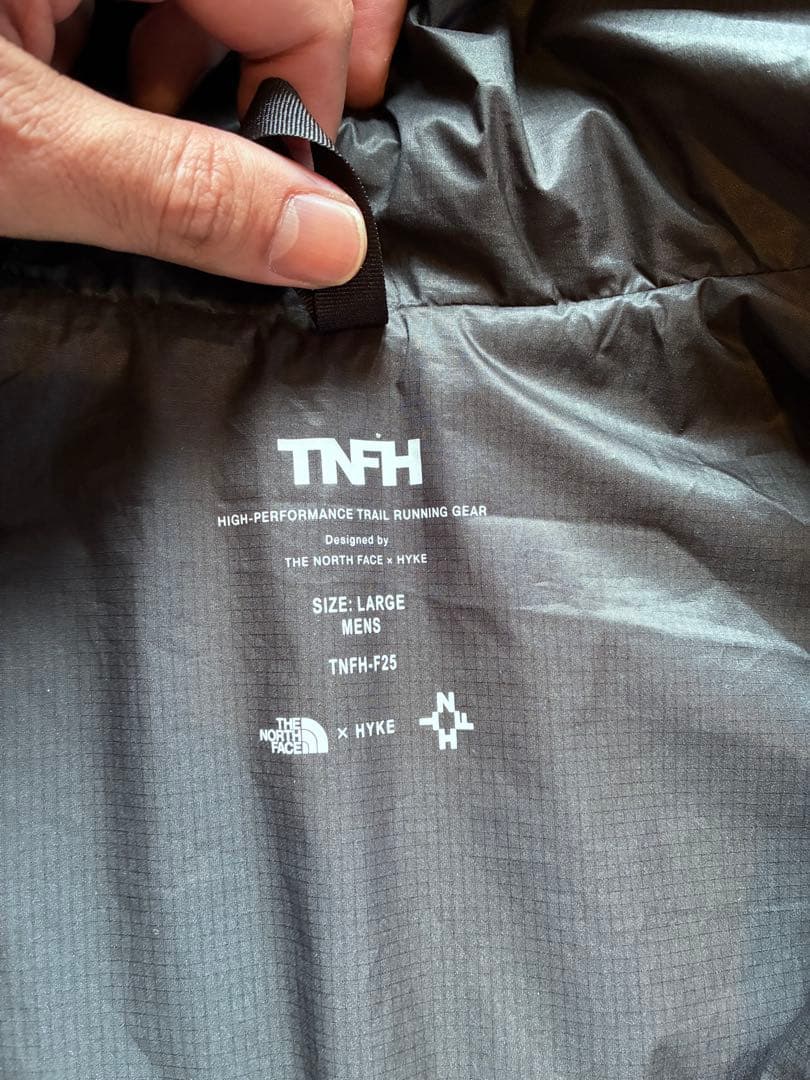 TNFH
HIGH-PERFORMANCE TRAIL RUNNING GEAR
Designed by
THE NORTH FACE × HYKE
SIZE: LARGE
MENS
TNFH-F25
THE
NORTH
FACE
× HYKE
N
T F
H